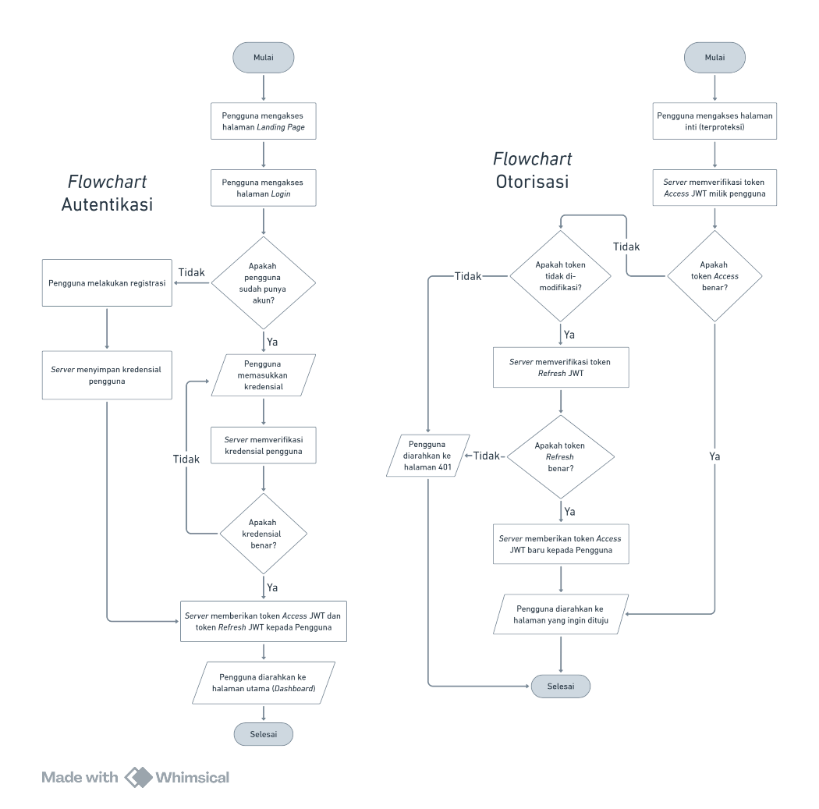 Flowchart
Autentikasi
Mulai
Pengguna mengakses
halaman Landing Page
Pengguna mengakses
halaman Login
Apakah
pengguna
sudah punya
akun?
Tidak
Pengguna melakukan registrasi
Server menyimpan kredensial
pengguna
Ya
Pengguna
memasukkan
kredensial
Server memverifikasi
kredensial pengguna
Tidak
Apakah
kredensial
benar?
Ya
Server memberikan token Access JWT dan
token Refresh JWT kepada Pengguna
Pengguna diarahkan ke
halaman utama (Dashboard)
Selesai
Flowchart
Otorisasi
Mulai
Pengguna mengakses halaman
inti (terproteksi)
Server memverifikasi token
Access JWT milik pengguna
Apakah
token Access
benar?
Tidak
Apakah token
tidak di-
modifikasi?
Tidak
Ya
Server memverifikasi token
Refresh JWT
Apakah token
Refresh
benar?
Tidak
Pengguna
diarahkan ke
halaman 401
Ya
Ya
Server memberikan token Access
JWT baru kepada Pengguna
Pengguna diarahkan ke
halaman yang ingin dituju
Selesai
Made with Whimsical